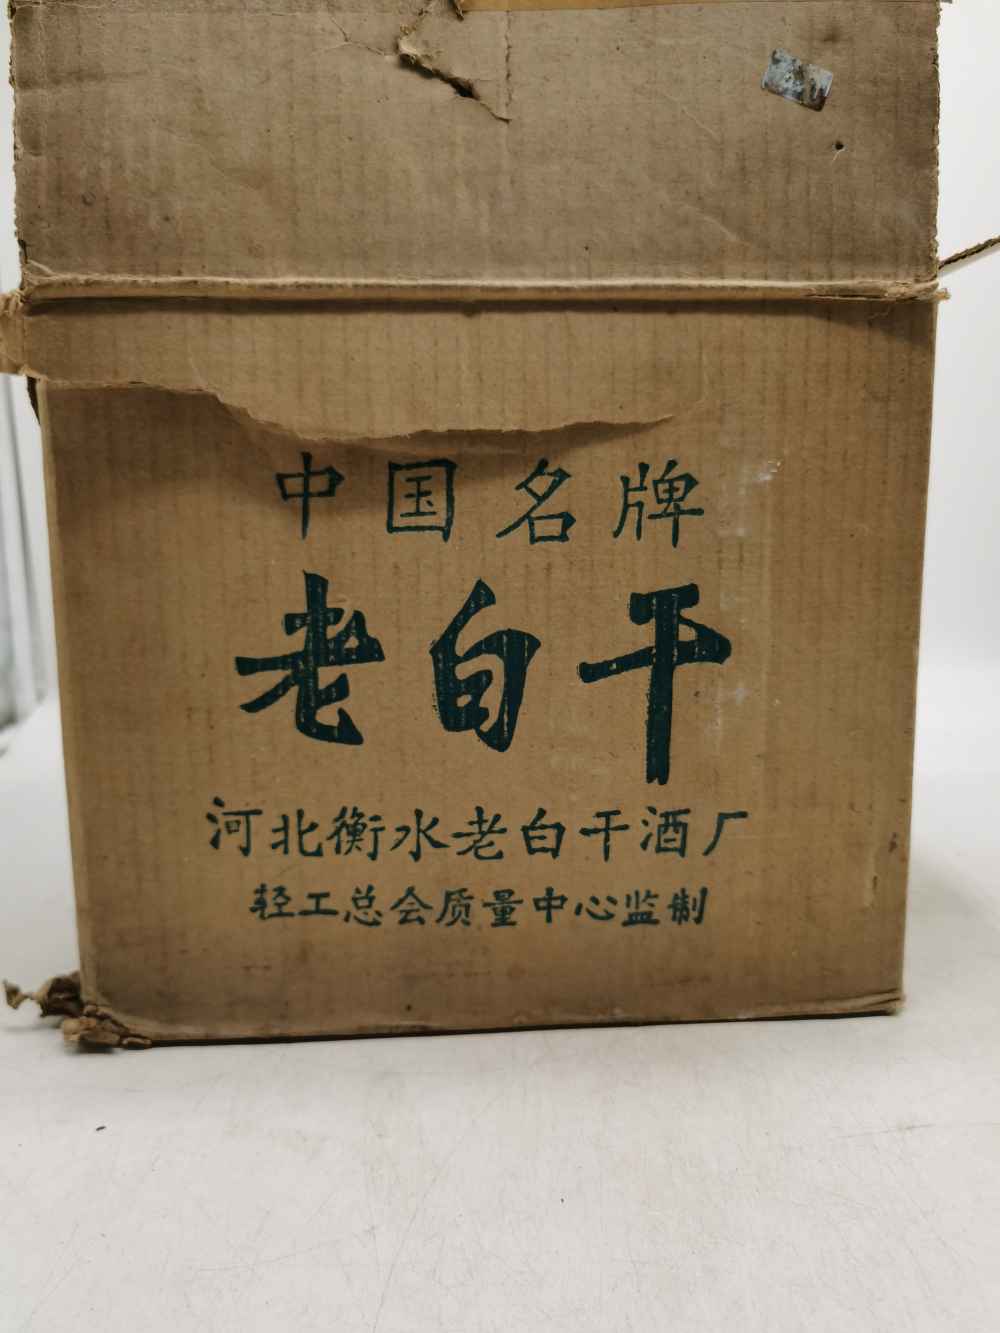 中国名牌
老白干
河北衡水老白干酒厂
轻工总会质量中心监制